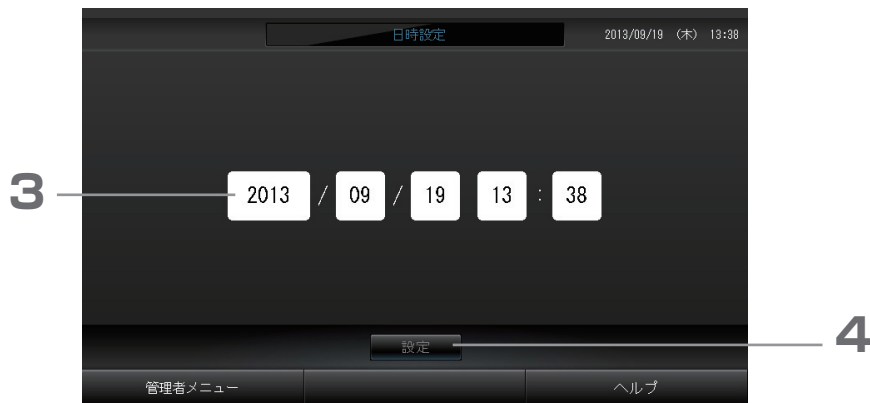 日時設定 2013/09/19 （木） 13:38
3 2013 / 09 / 19 13 : 38
設定 4
管理者メニュー ヘルプ